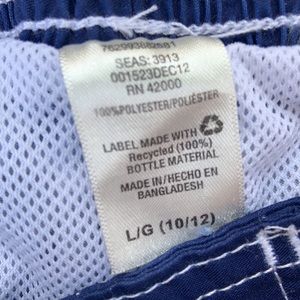 762993882581
SEAS: 3913
001523DEC12
RN 42000
100%POLYESTER/POLIÉSTER
LABEL MADE WITH
Recycled (100%)
BOTTLE MATERIAL
MADE IN/HECHO EN
BANGLADESH
L/G (10/12)